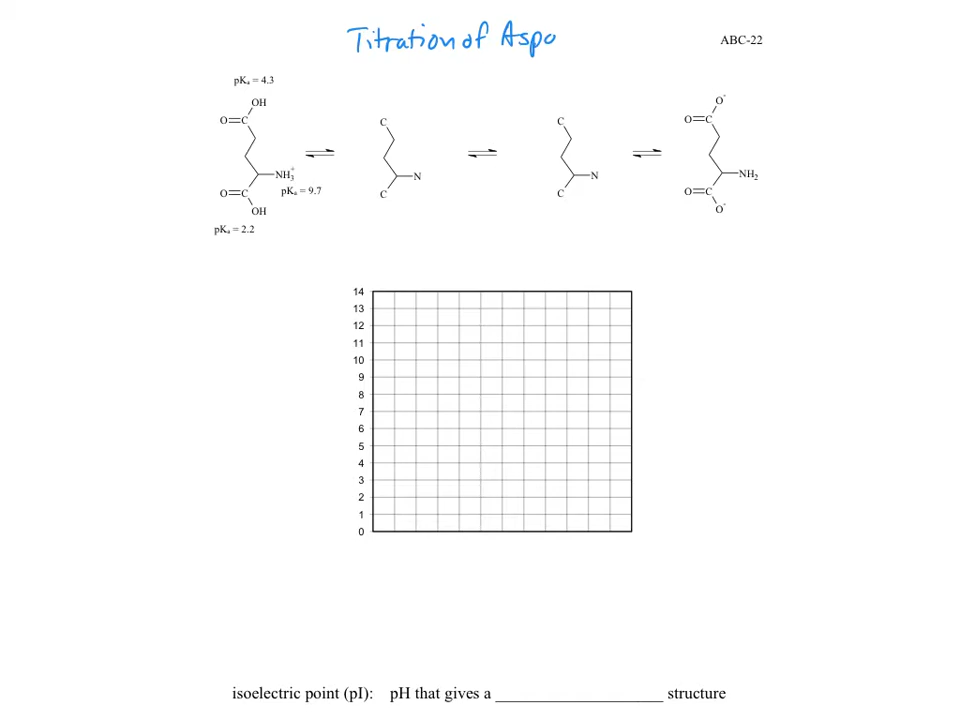 Titration of Aspa
ABC-22
pKₐ = 4.3
OH
O=C
NH₃⁺
O=C
pKₐ = 9.7
OH
pKₐ = 2.2
C
N
C
C
N
C
O⁻
O=C
NH₂
O=C
O⁻
14
13
12
11
10
9
8
7
6
5
4
3
2
1
0
isoelectric point (pI): pH that gives a ____________________ structure